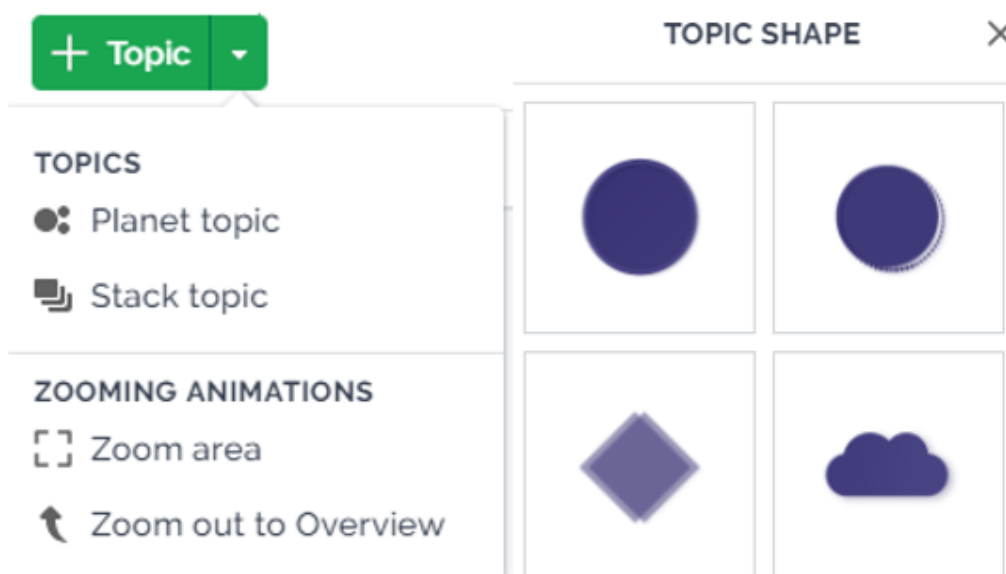 Topic
TOPICS
Planet topic
Stack topic
ZOOMING ANIMATIONS
Zoom area
Zoom out to Overview
TOPIC SHAPE